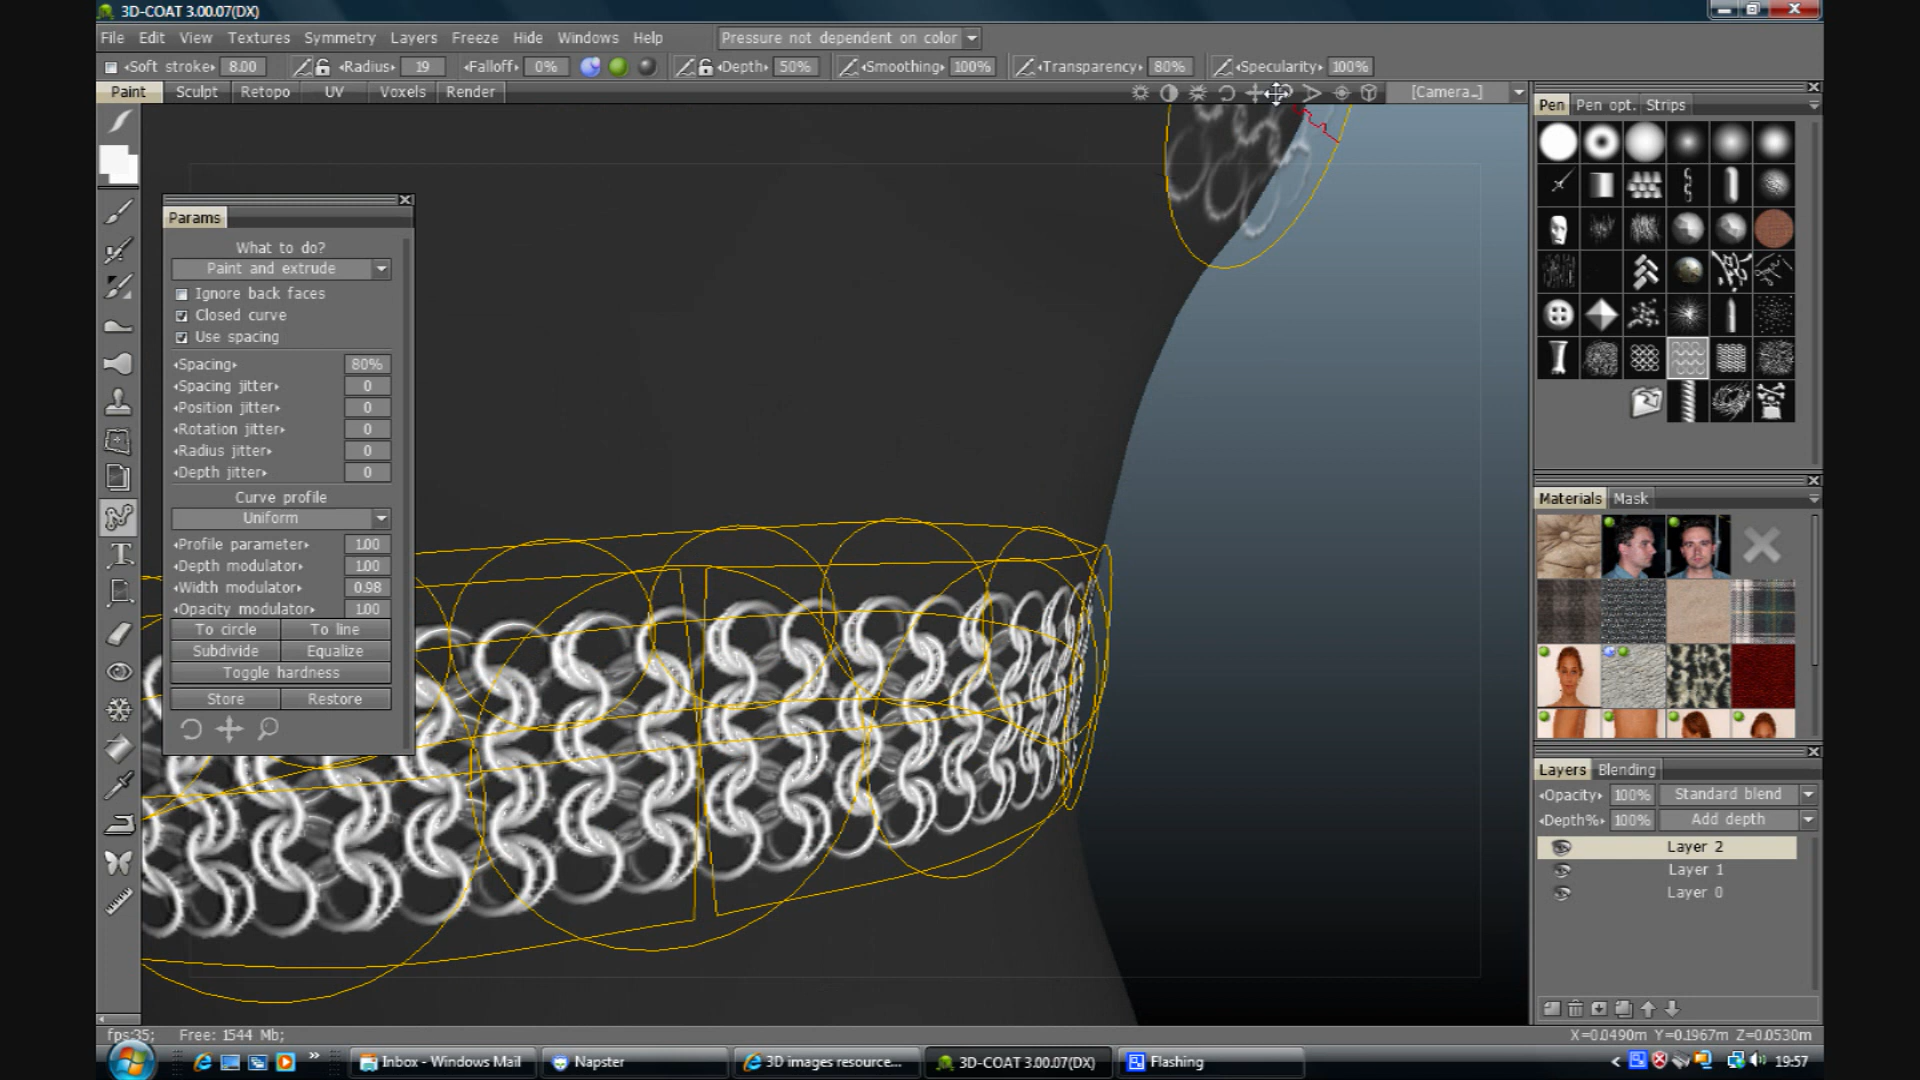 3D-COAT 3.00.07(DX)
File Edit View Textures Symmetry Layers Freeze Hide Windows Help Pressure not dependent on color
Soft stroke 8.00 Radius 19 Falloff 0% Depth 50% Smoothing 100% Transparency 80% Specularity 100%
Paint Sculpt Retopo UV Voxels Render [Camera_]
Pen Pen opt. Strips
Params
What to do?
Paint and extrude
Ignore back faces
Closed curve
Use spacing
Spacing 80%
Spacing jitter 0
Position jitter 0
Rotation jitter 0
Radius jitter 0
Depth jitter 0
Curve profile
Uniform
Profile parameter 1.00
Depth modulator 1.00
Width modulator 0.98
Opacity modulator 1.00
To circle To line
Subdivide Equalize
Toggle hardness
Store Restore
Materials Mask
Layers Blending
Opacity 100% Standard blend
Depth% 100% Add depth
Layer 2
Layer 1
Layer 0
fps:35; Free: 1544 Mb; X=0.0490m Y=0.1967m Z=0.0530m
Inbox - Windows Mail Napster 3D images resource... 3D-COAT 3.00.07(DX) Flashing 19:57